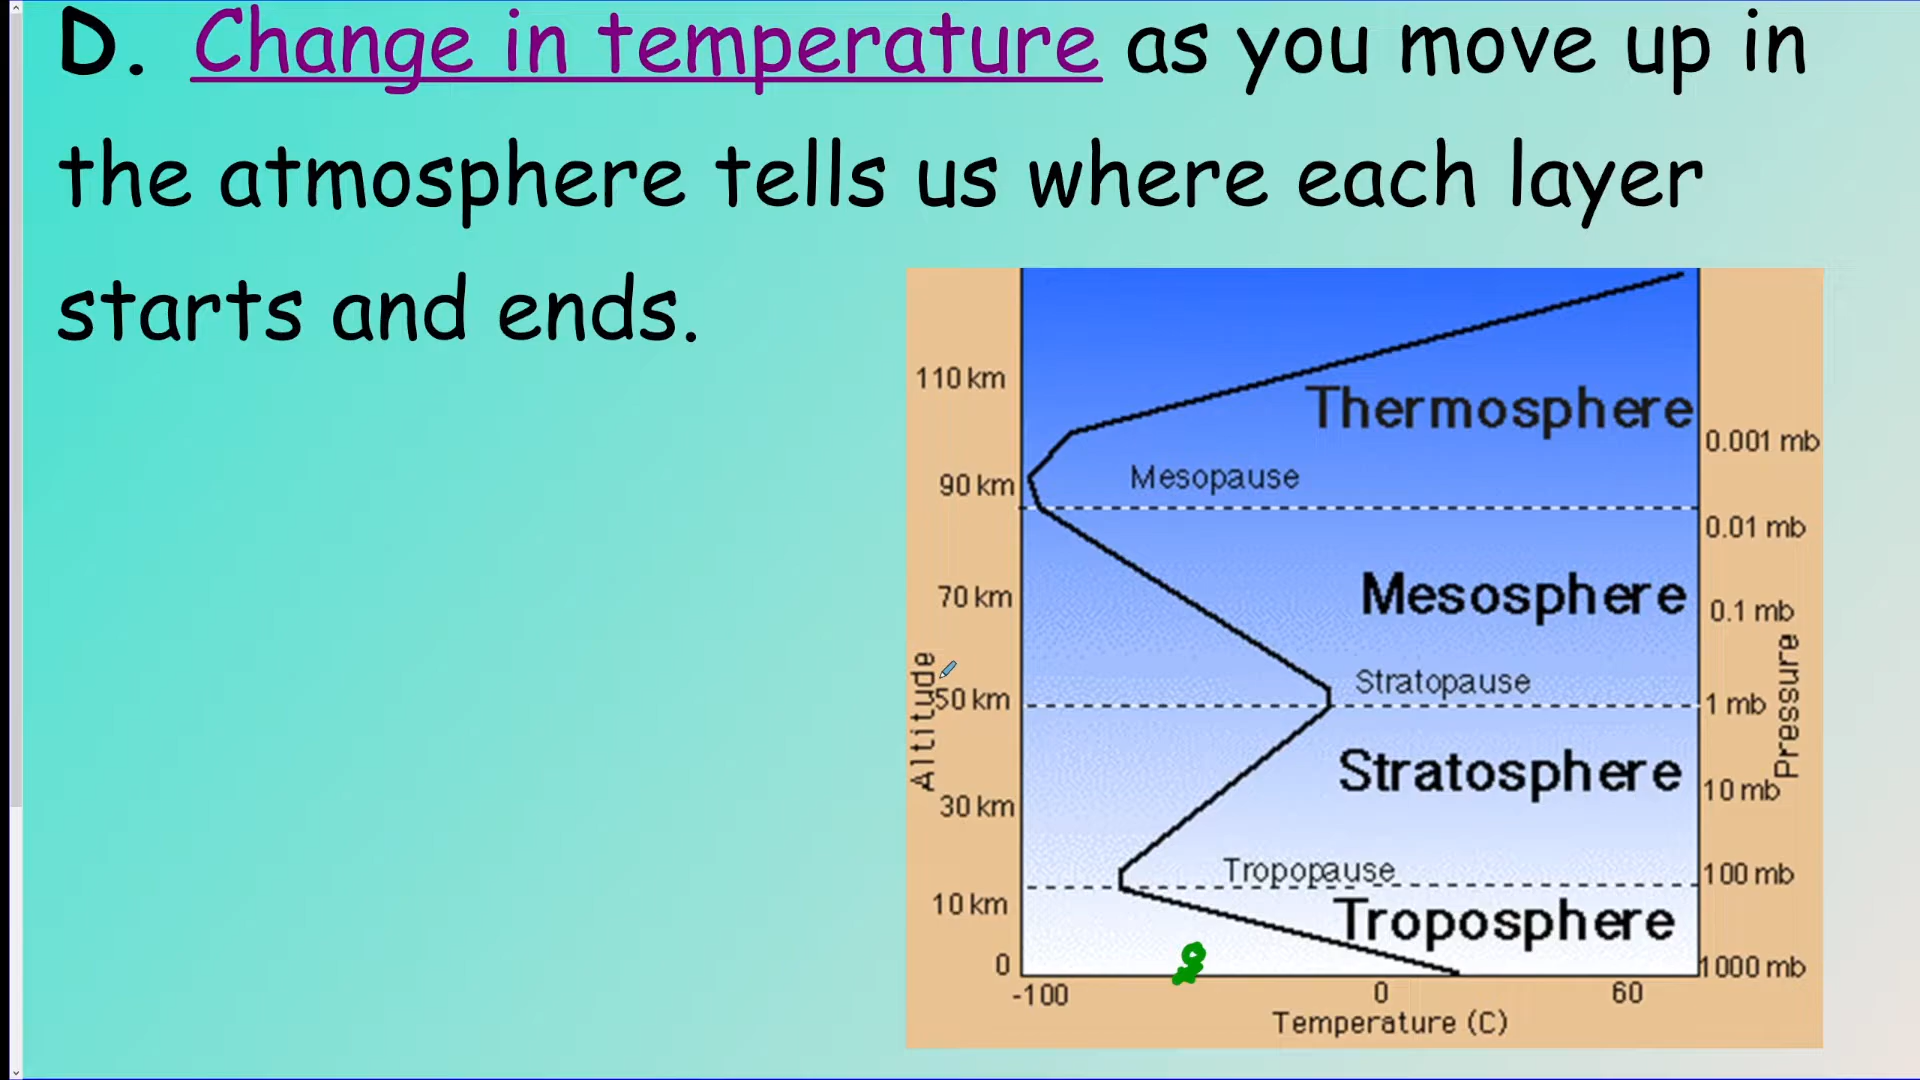 D. Change in temperature as you move up in
the atmosphere tells us where each layer
starts and ends.
110 km
Thermosphere
0.001 mb
Mesopause
90 km
0.01 mb
70 km
Mesosphere
0.1 mb
Altitude
Pressure
Stratopause
50 km
1 mb
Stratosphere
10 mb
30 km
Tropopause
100 mb
10 km
Troposphere
0
1000 mb
-100
0
60
Temperature (C)